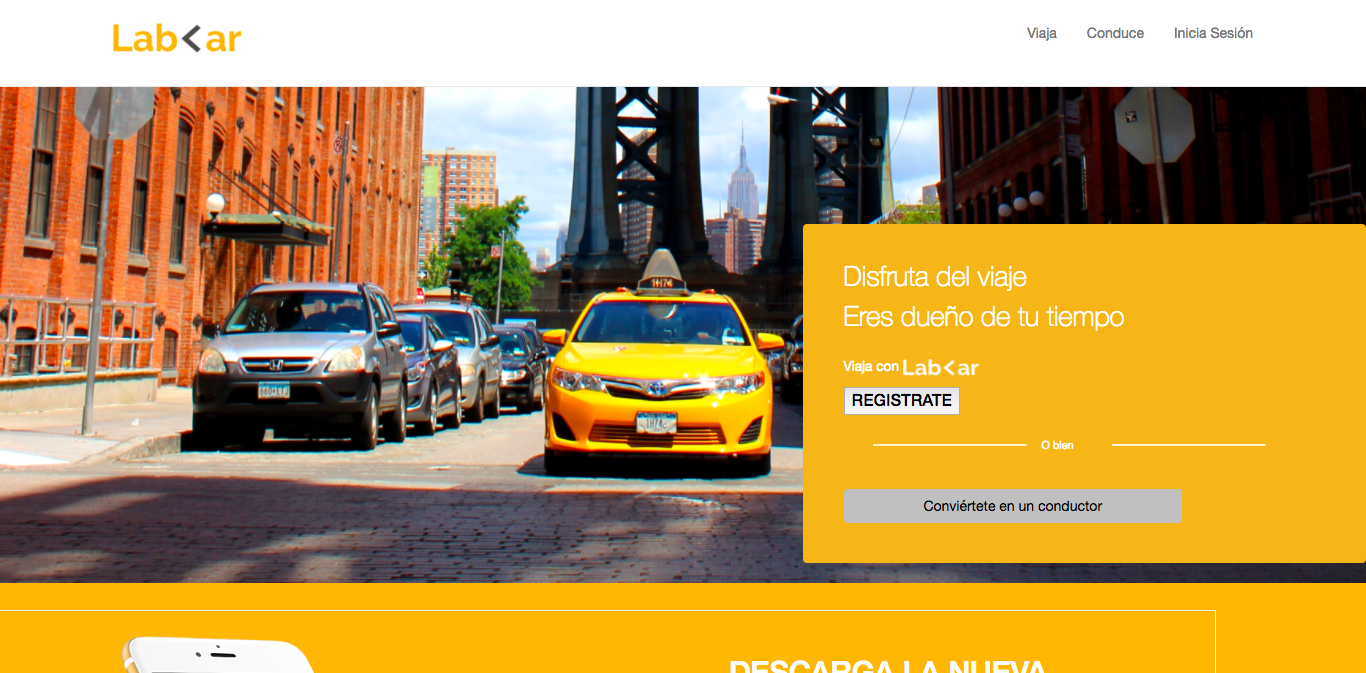 Lab<ar
Viaja
Conduce
Inicia Sesión
1H74
Disfruta del viaje
Eres dueño de tu tiempo
Viaja con Lab<ar
REGISTRATE
O bien
Conviértete en un conductor
DESCARGA LA NUEVA